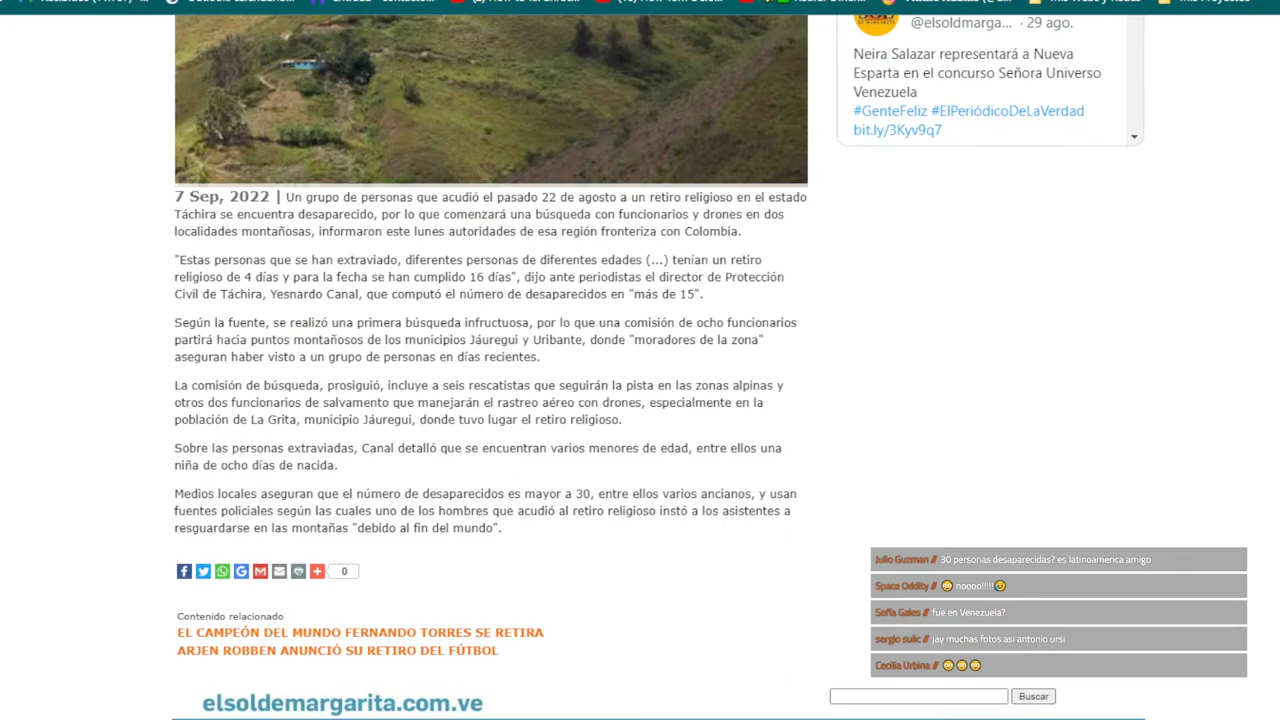 @elsoldemarga... · 29 ago.
Neira Salazar representará a Nueva
Esparta en el concurso Señora Universo
Venezuela
#GenteFeliz #ElPeriódicoDeLaVerdad
bit.ly/3Kyv9q7
7 Sep, 2022 | Un grupo de personas que acudió el pasado 22 de agosto a un retiro religioso en el estado
Táchira se encuentra desaparecido, por lo que comenzará una búsqueda con funcionarios y drones en dos
localidades montañosas, informaron este lunes autoridades de esa región fronteriza con Colombia.
"Estas personas que se han extraviado, diferentes personas de diferentes edades (...) tenían un retiro
religioso de 4 días y para la fecha se han cumplido 16 días", dijo ante periodistas el director de Protección
Civil de Táchira, Yesnardo Canal, que computó el número de desaparecidos en "más de 15".
Según la fuente, se realizó una primera búsqueda infructuosa, por lo que una comisión de ocho funcionarios
partirá hacia puntos montañosos de los municipios Jáuregui y Uribante, donde "moradores de la zona"
aseguran haber visto a un grupo de personas en días recientes.
La comisión de búsqueda, prosiguió, incluye a seis rescatistas que seguirán la pista en las zonas alpinas y
otros dos funcionarios de salvamento que manejarán el rastreo aéreo con drones, especialmente en la
población de La Grita, municipio Jáuregui, donde tuvo lugar el retiro religioso.
Sobre las personas extraviadas, Canal detalló que se encuentran varios menores de edad, entre ellos una
niña de ocho días de nacida.
Medios locales aseguran que el número de desaparecidos es mayor a 30, entre ellos varios ancianos, y usan
fuentes policiales según las cuales uno de los hombres que acudió al retiro religioso instó a los asistentes a
resguardarse en las montañas "debido al fin del mundo".
0
Contenido relacionado
EL CAMPEÓN DEL MUNDO FERNANDO TORRES SE RETIRA
ARJEN ROBBEN ANUNCIÓ SU RETIRO DEL FÚTBOL
elsoldemargarita.com.ve
Julio Guzman // 30 personas desaparecidas? es latinoamerica amigo
Space Oddity // 😳 noooo!!!!!😥
Sofía Gales // fue en Venezuela?
sergio sulic // jay muchas fotos asi antonio ursi
Cecilia Urbina // 😳😳😳
Buscar